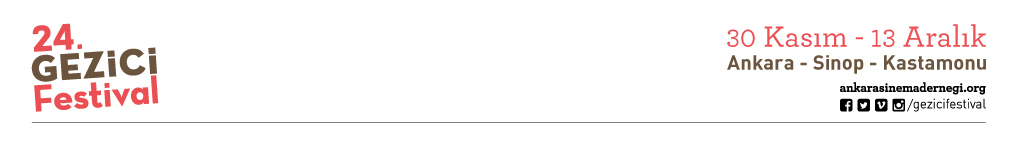 24.
GEZiCi
Festival
30 Kasım - 13 Aralık
Ankara - Sinop - Kastamonu
ankarasinemadernegi.org
/gezicifestival